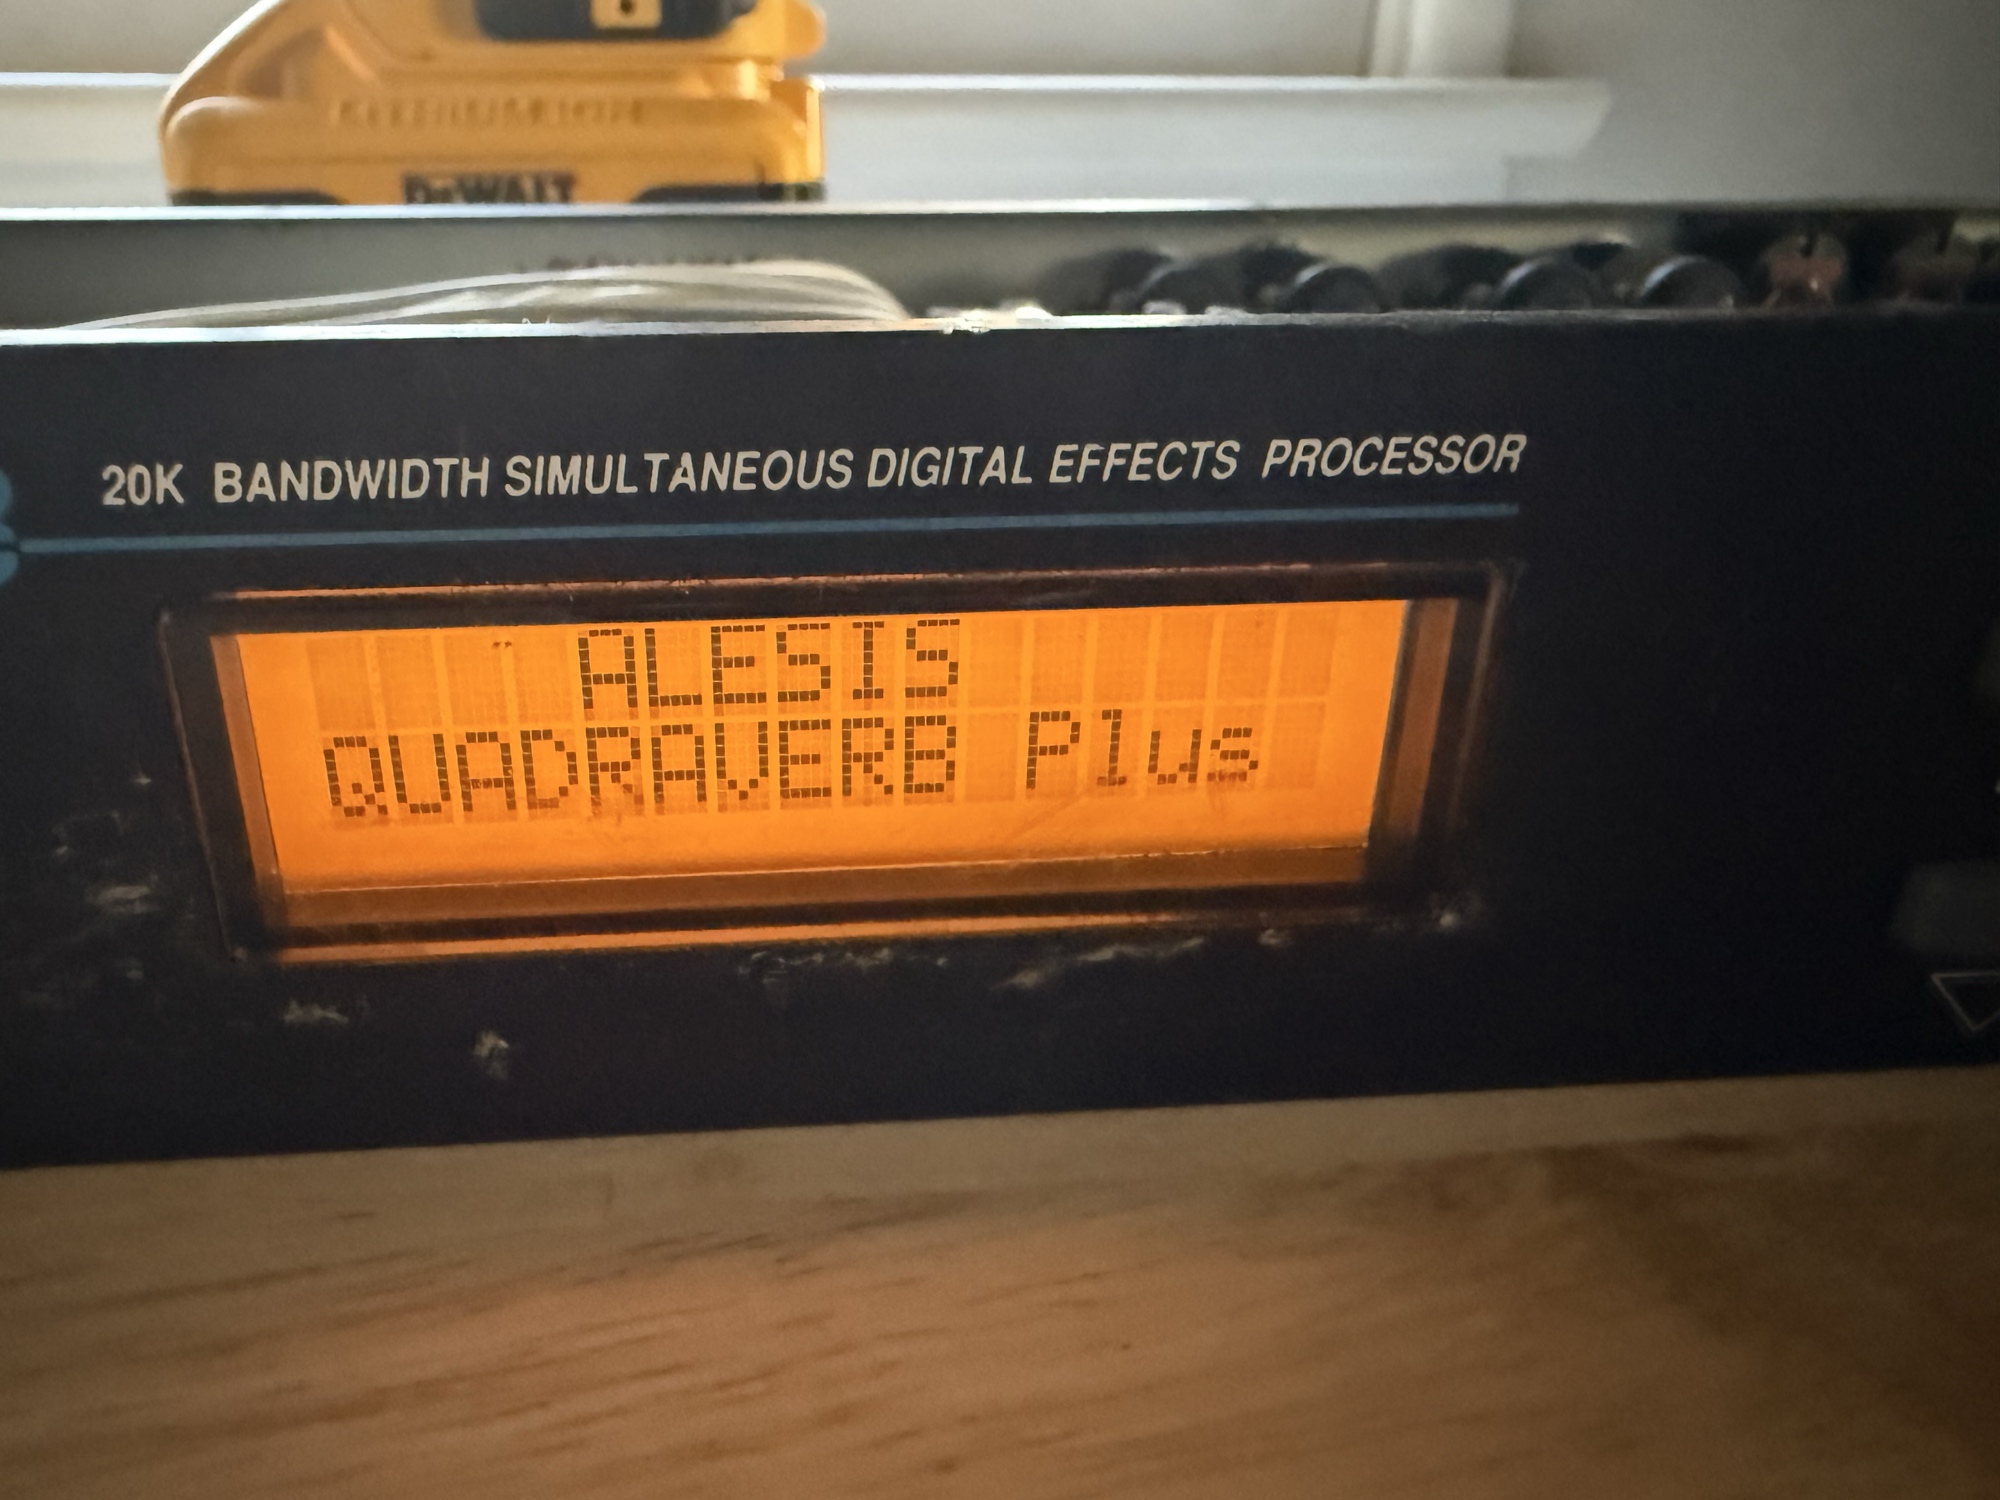 DEWALT
20K BANDWIDTH SIMULTANEOUS DIGITAL EFFECTS PROCESSOR
ALESIS
QUADRAVERB Plus